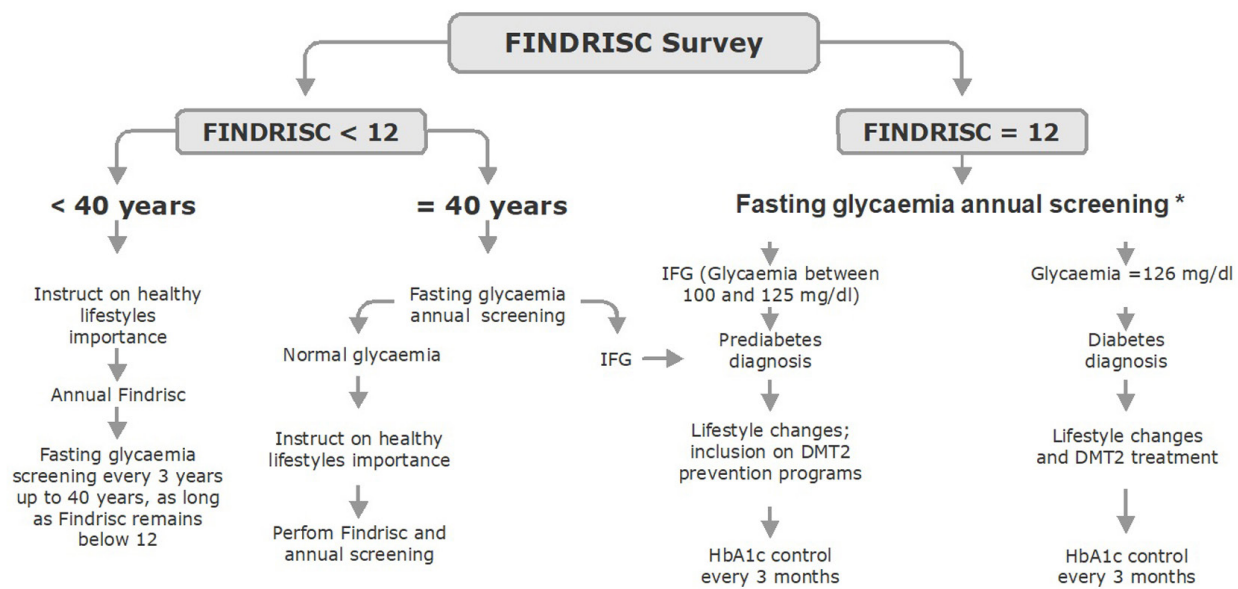 FINDRISC Survey
FINDRISC < 12
FINDRISC = 12
< 40 years
= 40 years
Fasting glycaemia annual screening *
Instruct on healthy
lifestyles
importance
Annual Findrisc
Fasting glycaemia
screening every 3 years
up to 40 years, as long
as Findrisc remains
below 12
Fasting glycaemia
annual screening
Normal glycaemia
Instruct on healthy
lifestyles importance
Perfom Findrisc and
annual screening
IFG
IFG (Glycaemia between
100 and 125 mg/dl)
Prediabetes
diagnosis
Lifestyle changes;
inclusion on DMT2
prevention programs
HbA1c control
every 3 months
Glycaemia =126 mg/dl
Diabetes
diagnosis
Lifestyle changes
and DMT2 treatment
HbA1c control
every 3 months